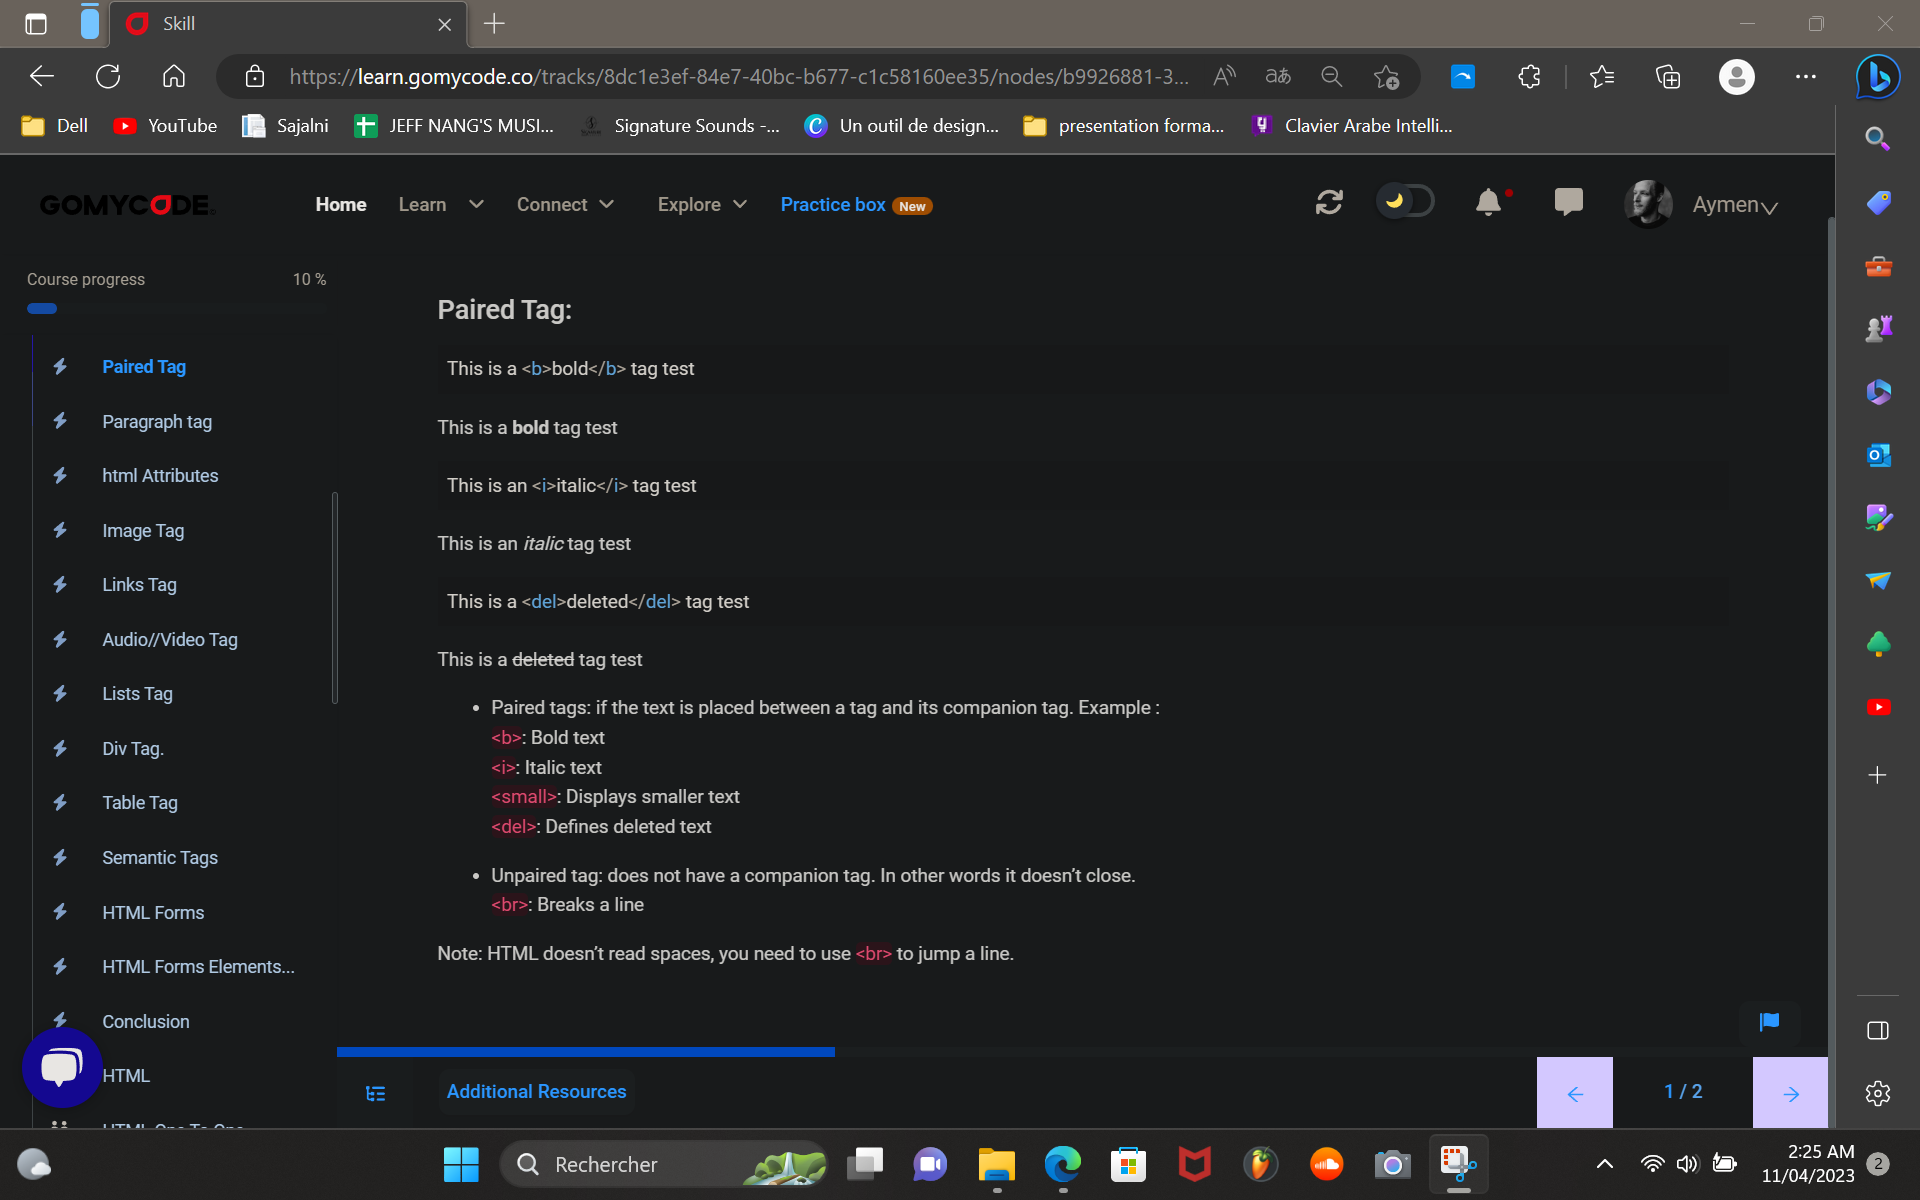 Skill
https://learn.gomycode.co/tracks/8dc1e3ef-84e7-40bc-b677-c1c58160ee35/nodes/b9926881-3...
Dell
YouTube
Sajalni
JEFF NANG'S MUSI...
Signature Sounds -...
Un outil de design...
presentation forma...
Clavier Arabe Intelli...
GOMYCODE
Home
Learn
Connect
Explore
Practice box New
Aymen
Course progress 10 %
Paired Tag
Paragraph tag
html Attributes
Image Tag
Links Tag
Audio//Video Tag
Lists Tag
Div Tag.
Table Tag
Semantic Tags
HTML Forms
HTML Forms Elements...
Conclusion
HTML
HTML One To One
Paired Tag:
This is a <b>bold</b> tag test
This is a bold tag test
This is an <i>italic</i> tag test
This is an italic tag test
This is a <del>deleted</del> tag test
This is a deleted tag test
• Paired tags: if the text is placed between a tag and its companion tag. Example :
<b>: Bold text
<i>: Italic text
<small>: Displays smaller text
<del>: Defines deleted text
• Unpaired tag: does not have a companion tag. In other words it doesn’t close.
<br>: Breaks a line
Note: HTML doesn’t read spaces, you need to use <br> to jump a line.
Additional Resources
1 / 2
Rechercher
2:25 AM
11/04/2023
2